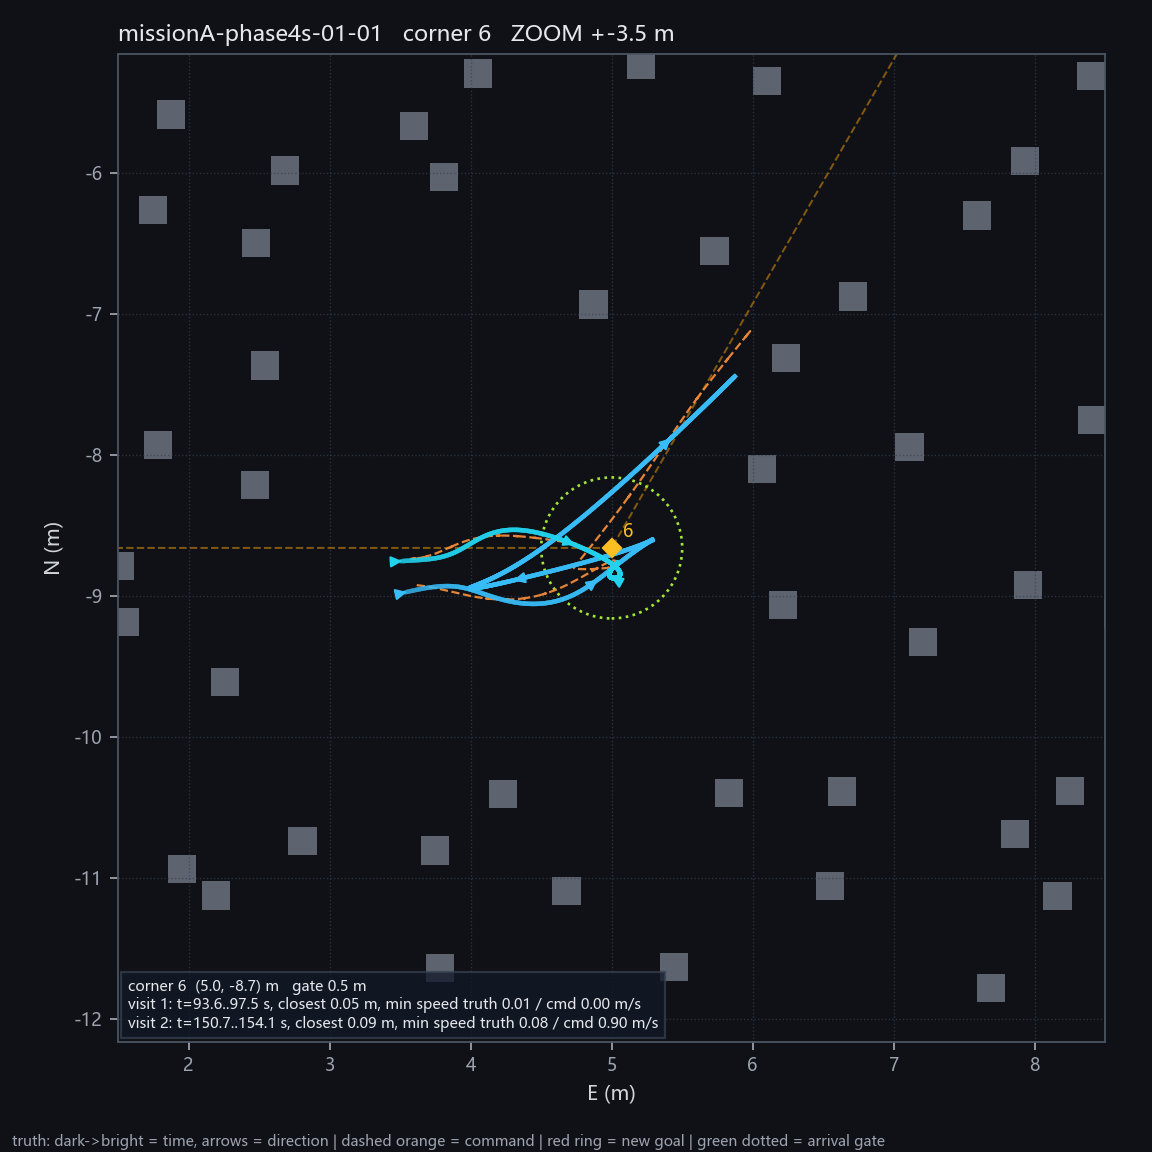 missionA-phase4s-01-01   corner 6   ZOOM +-3.5 m
-6
-7
-8
-9
-10
-11
-12
N (m)
6
corner 6  (5.0, -8.7) m   gate 0.5 m
visit 1: t=93.6..97.5 s, closest 0.05 m, min speed truth 0.01 / cmd 0.00 m/s
visit 2: t=150.7..154.1 s, closest 0.09 m, min speed truth 0.08 / cmd 0.90 m/s
2 3 4 5 6 7 8
E (m)
truth: dark->bright = time, arrows = direction | dashed orange = command | red ring = new goal | green dotted = arrival gate